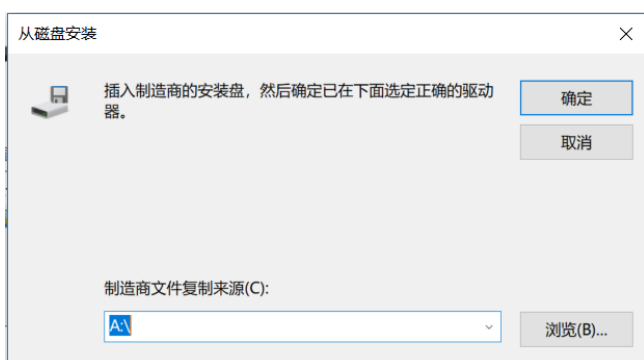 从磁盘安装
插入制造商的安装盘，然后确定已在下面选定正确的驱动
器。
确定
取消
制造商文件复制来源(C):
A:\
浏览(B)...